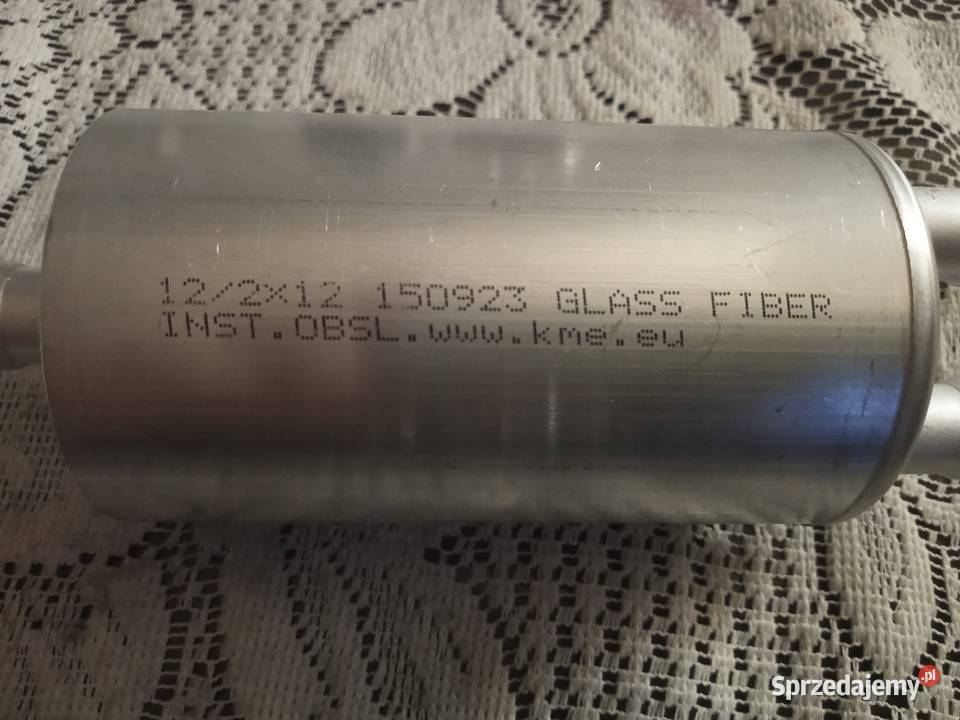 12/2X12 150923 GLASS FIBER
INST.OBSL.www.kme.eu
Sprzedajemy.pl